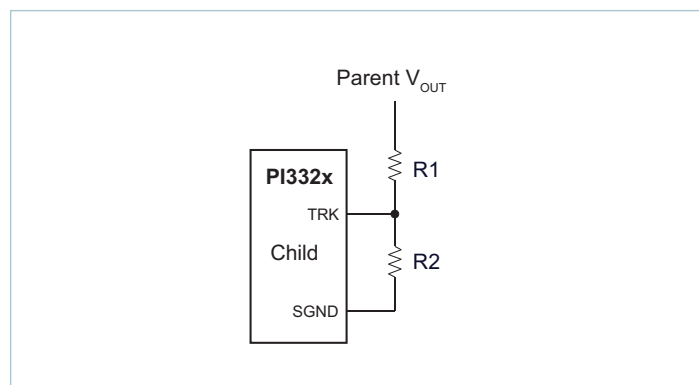 Parent VOUT
R1
PI332x
TRK
Child
R2
SGND